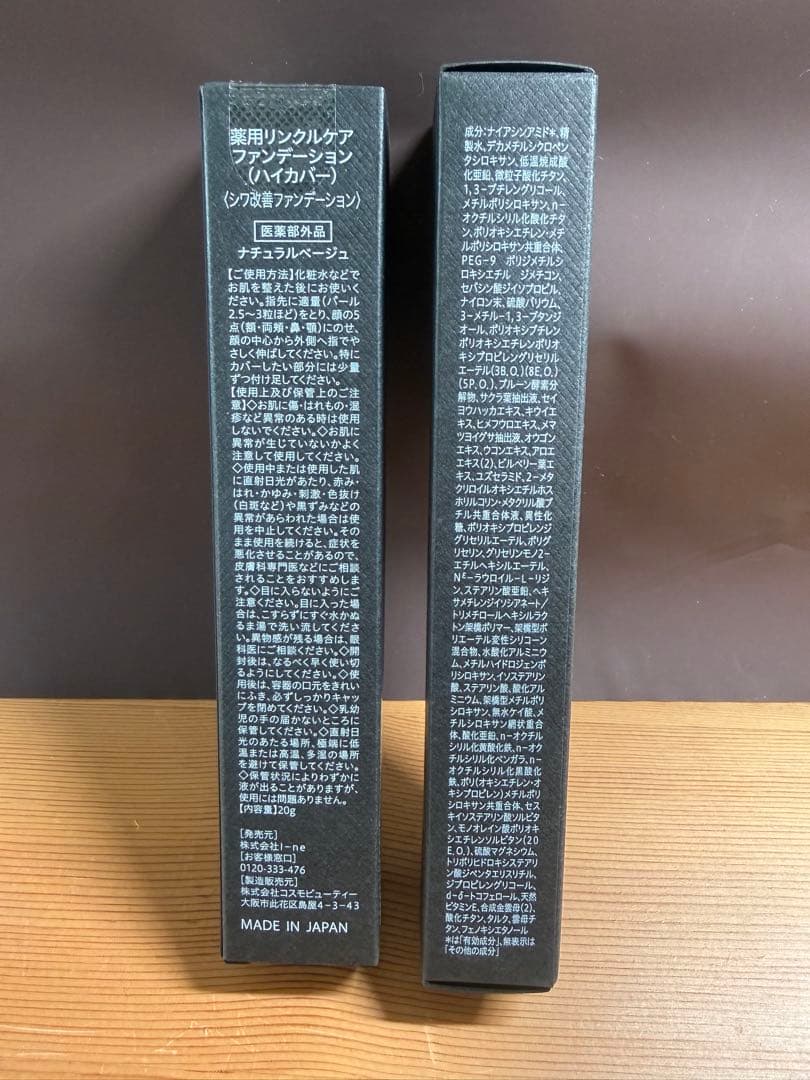 薬用リンクルケア
ファンデーション
(ハイカバー)
〈シワ改善ファンデーション〉
医薬部外品
ナチュラルベージュ
【ご使用方法】化粧水などで
お肌を整えた後にお使いく
ださい。指先に適量(パール
2.5〜3粒ほど)をとり、顔の5
点(額・両頬・鼻・顎)にのせ、
顔の中心から外側へ指でや
さしく伸ばしてください。特に
カバーしたい部分には少量
ずつ付け足してください。
【使用上及び保管上のご注
意】◇お肌に傷・はれもの・湿
疹など異常のある時は使用
しないでください。◇お肌に
異常が生じていないかよく
注意して使用してください。
◇使用中または使用した肌
に直射日光があたり、赤み・
はれ・かゆみ・刺激・色抜け
(白斑など)や黒ずみなどの
異常があらわれた場合は使
用を中止してください。その
まま使用を続けると、症状を
悪化させることがあるので、
皮膚科専門医などにご相談
されることをおすすめしま
す。◇目に入らないようにご
注意ください。目に入った場
合は、こすらずにすぐ水かぬ
るま湯で洗い流してくださ
い。異物感が残る場合は、眼
科医にご相談ください。◇開
封後は、なるべく早く使い切
るようにしてください。◇使
用後は、容器の口元をきれい
にふき、必ずしっかりキャッ
プを閉めてください。◇乳幼
児の手の届かないところに
保管してください。◇直射日
光のあたる場所、極端に低
温または高温、多湿の場所
を避けて保管してください。
◇保管状況によりわずかに
液が出ることがありますが、
使用には問題ありません。
【内容量】20g
[発売元]
株式会社I-ne
[お客様窓口]
0120-333-476
[製造販売元]
株式会社コスモビューティー
大阪市此花区島屋4-3-43
MADE IN JAPAN
成分:ナイアシンアミド*、精
製水、デカメチルシクロペン
タシロキサン、低温焼成酸
化亜鉛、微粒子酸化チタン、
1,3-ブチレングリコール、
メチルポリシロキサン、n-
オクチルシリル化酸化チタ
ン、ポリオキシエチレン・メチ
ルポリシロキサン共重合体、
PEG-9 ポリジメチルシロ
キシエチル ジメチコン、
セバシン酸ジイソプロピル、
ナイロン末、硫酸バリウム、
3-メチル-1,3-ブタンジ
オール、ポリオキシブチレン
ポリオキシエチレンポリオ
キシプロピレングリセリル
エーテル(3B.O.)(8E.O.)
(5P.O.)、プルーン酵素分
解物、サクラ葉抽出液、セイ
ヨウハッカエキス、キウイエ
キス、ヒメフウロエキス、メマ
ツヨイグサ抽出液、オウゴン
エキス、ウコンエキス、アロエ
エキス(2)、ビルベリー葉エ
キス、ユズセラミド、2-メタ
クリロイルオキシエチルホス
ホリルコリン・メタクリル酸ブ
チル共重合体液、異性化
糖、ポリオキシプロピレンジ
グリセリルエーテル、ポリグ
リセリン、グリセリンモノ2-
エチルヘキシルエーテル、
Nε-ラウロイル-L-リジ
ン、ステアリン酸亜鉛、ヘキ
サメチレンジイソシアネート/
トリメチロールヘキシルラク
トン架橋ポリマー、架橋型ポ
リエーテル変性シリコーン
混合物、水酸化アルミニウ
ム、メチルハイドロジェンポ
リシロキサン、イソステアリン
酸、ステアリン酸、酸化アル
ミニウム、架橋型メチルポリ
シロキサン、無水ケイ酸、メ
チルシロキサン網状重合
体、酸化亜鉛、n-オクチル
シリル化黄酸化鉄、n-オク
チルシリル化ベンガラ、n-
オクチルシリル化黒酸化
鉄、ポリ(オキシエチレン・オ
キシプロピレン)メチルポリ
シロキサン共重合体、セス
キイソステアリン酸ソルビタ
ン、モノオレイン酸ポリオキ
シエチレンソルビタン(20
E.O.)、硫酸マグネシウム、
トリポリヒドロキシステアリン
酸ジペンタエリスリチル、
ジプロピレングリコール、
d-δ-トコフェロール、天然
ビタミンE、合成金雲母(2)、
酸化チタン、タルク、雲母チ
タン、フェノキシエタノール
*は「有効成分」、無表示は
「その他の成分」